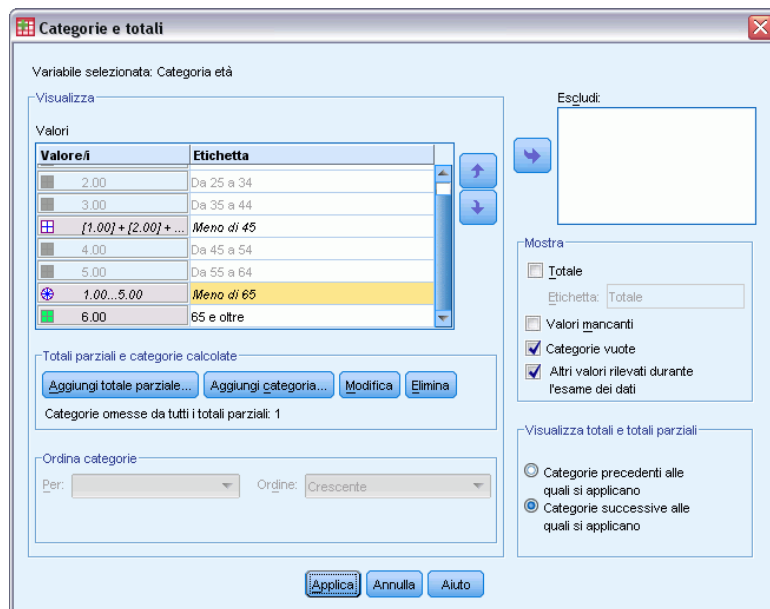 Categorie e totali
Variabile selezionata: Categoria età
Visualizza
Valori
Valore/i Etichetta
2.00 Da 25 a 34
3.00 Da 35 a 44
[1.00] + [2.00] + ... Meno di 45
4.00 Da 45 a 54
5.00 Da 55 a 64
1.00...5.00 Meno di 65
6.00 65 e oltre
Totali parziali e categorie calcolate
Aggiungi totale parziale... Aggiungi categoria... Modifica Elimina
Categorie omesse da tutti i totali parziali: 1
Ordina categorie
Per: Ordine: Crescente
Escludi:
Mostra
Totale
Etichetta: Totale
Valori mancanti
Categorie vuote
Altri valori rilevati durante
l'esame dei dati
Visualizza totali e totali parziali
Categorie precedenti alle
quali si applicano
Categorie successive alle
quali si applicano
Applica Annulla Aiuto